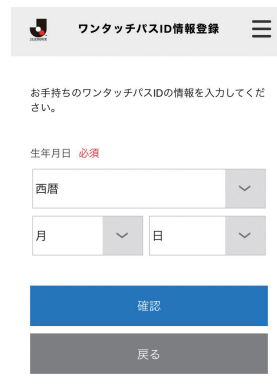 ワンタッチパスID情報登録
お手持ちのワンタッチパスIDの情報を入力してくだ
さい。
生年月日 必須
西暦
月 日
確認
戻る